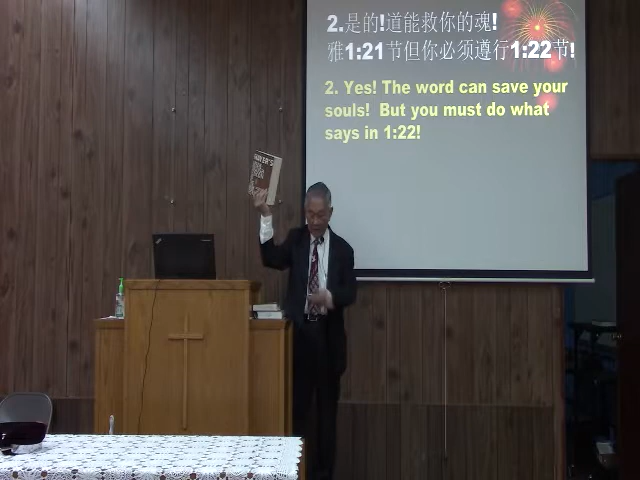 2.是的!道能救你的魂!
雅1:21节但你必须遵行1:22节!
2. Yes! The word can save your
souls!  But you must do what
says in 1:22!